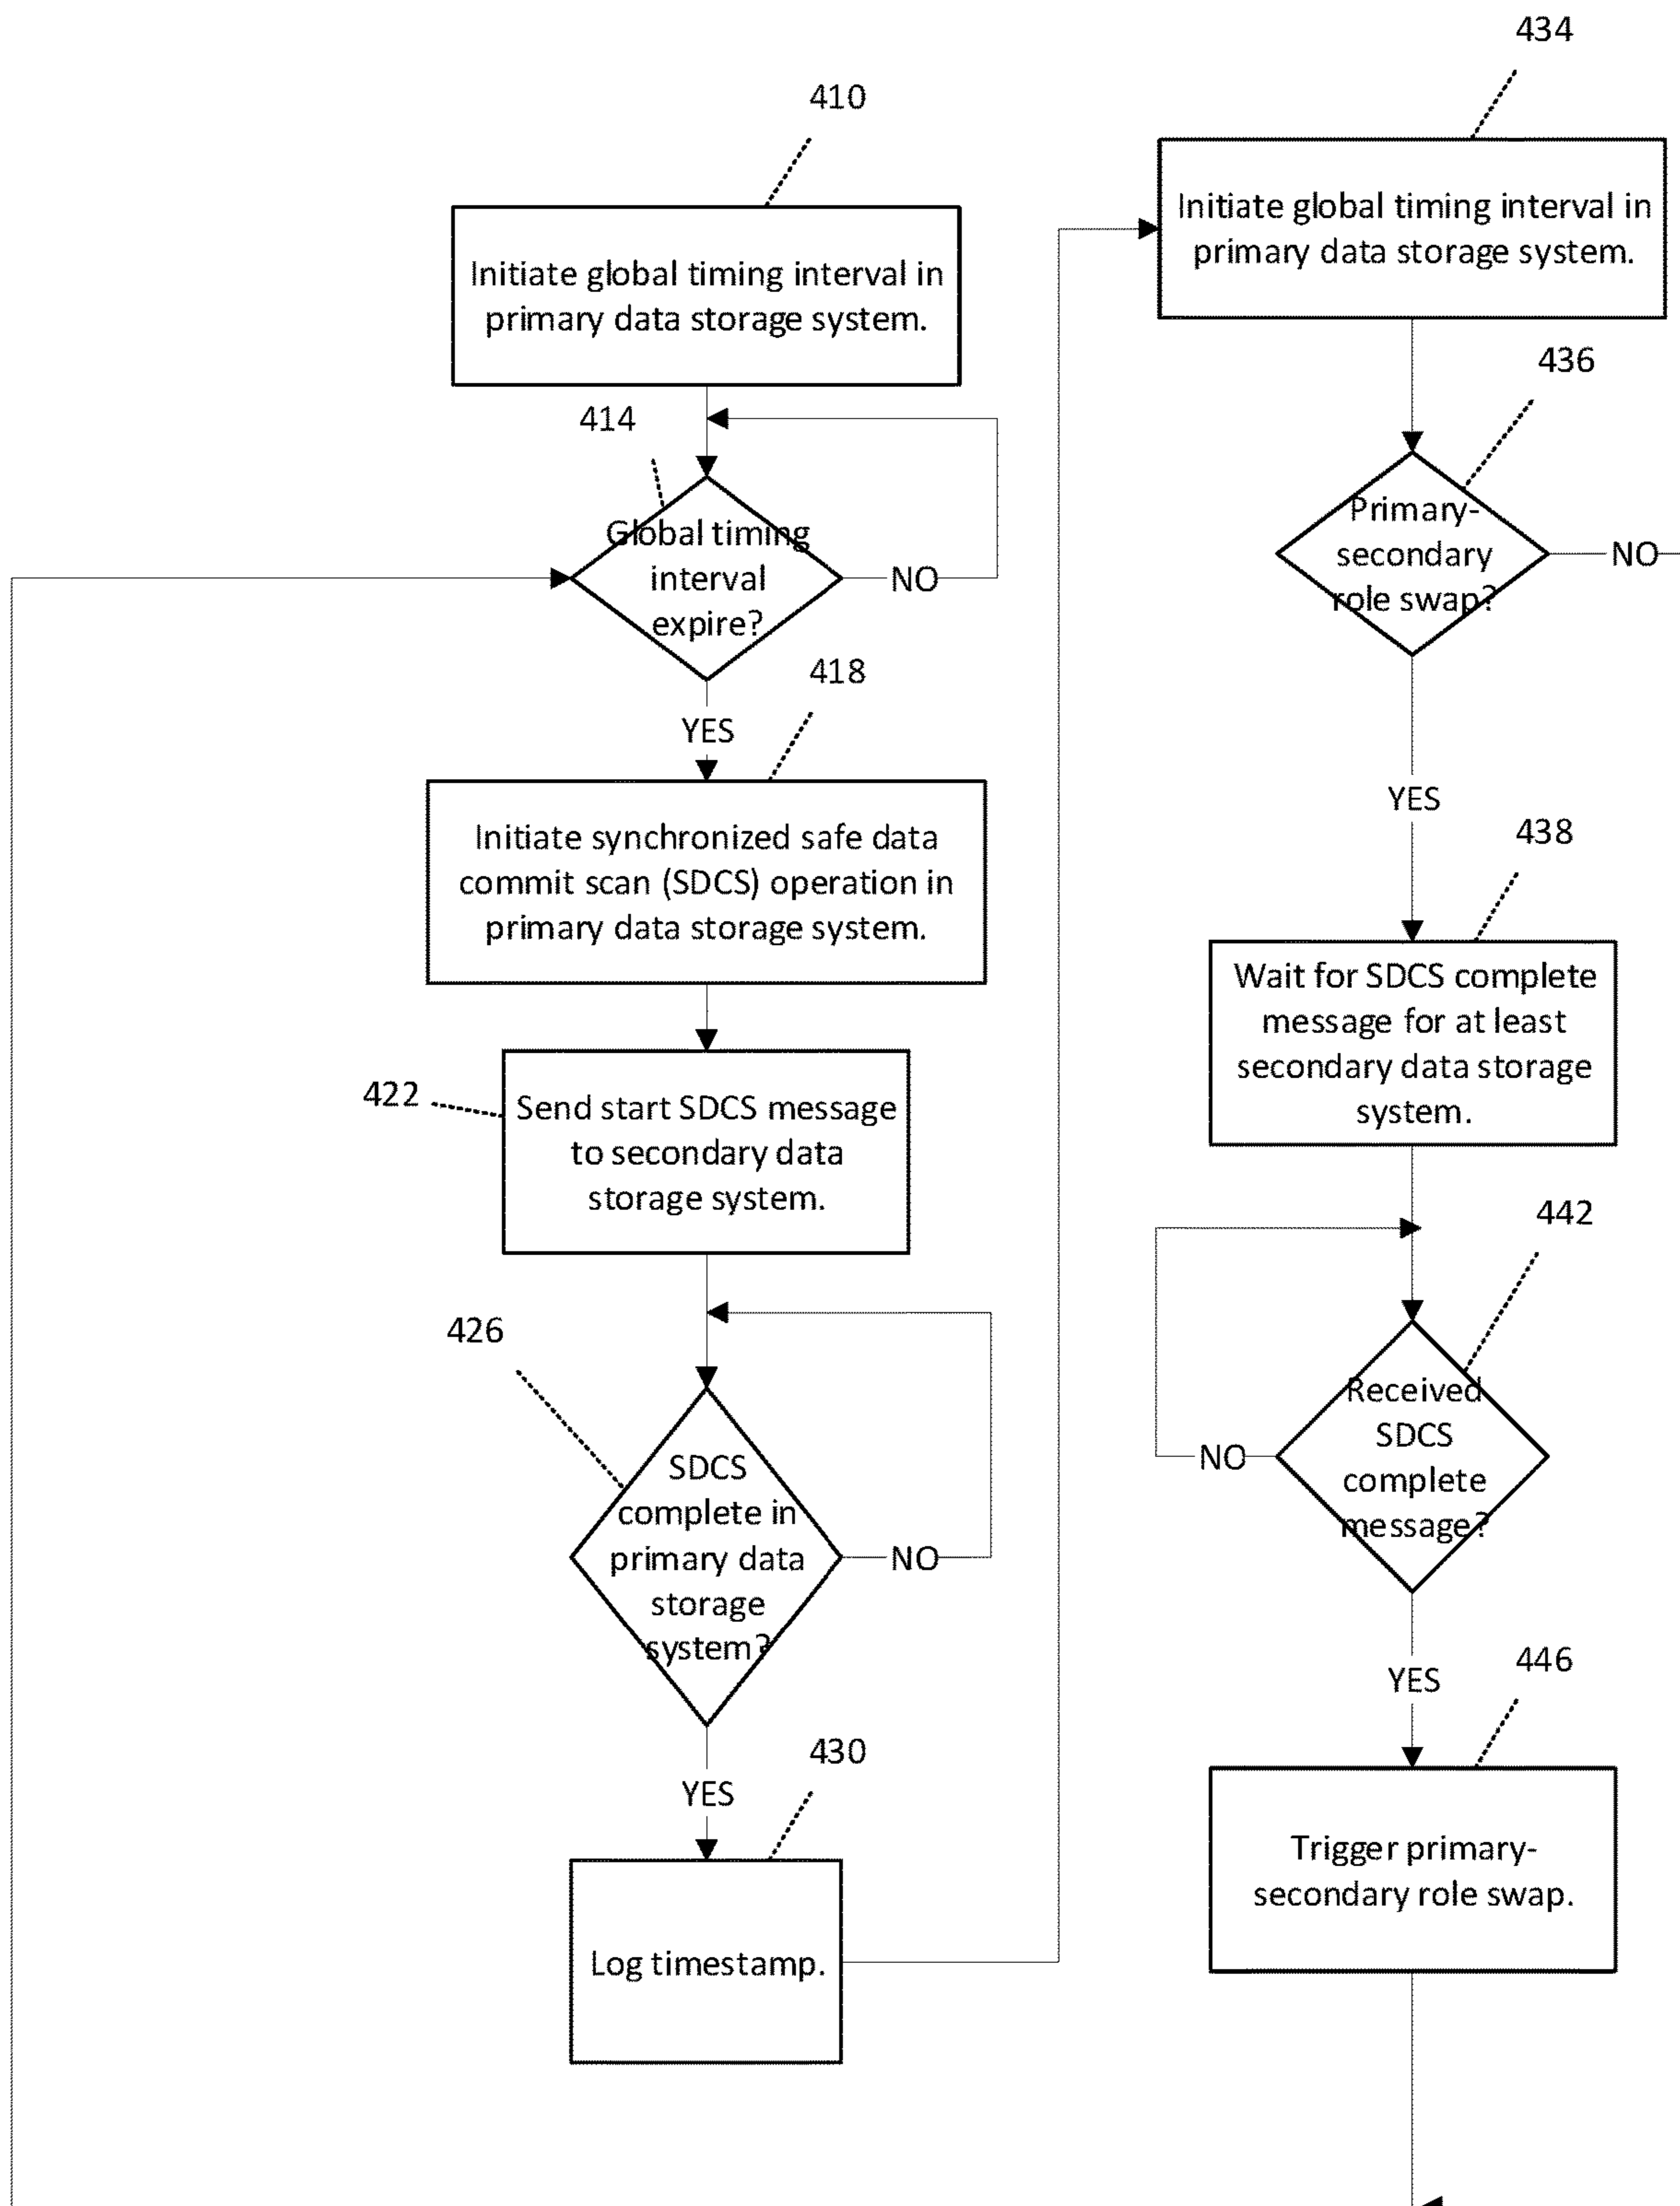 410
Initiate global timing interval in
primary data storage system.
414
Global timing
interval
expire?
NO
YES
418
Initiate synchronized safe data
commit scan (SDCS) operation in
primary data storage system.
422
Send start SDCS message
to secondary data
storage system.
426
SDCS
complete in
primary data
storage
system?
NO
YES
430
Log timestamp.
434
Initiate global timing interval in
primary data storage system.
436
Primary-
secondary
role swap?
NO
YES
438
Wait for SDCS complete
message for at least
secondary data storage
system.
442
Received
SDCS
complete
message?
NO
YES
446
Trigger primary-
secondary role swap.